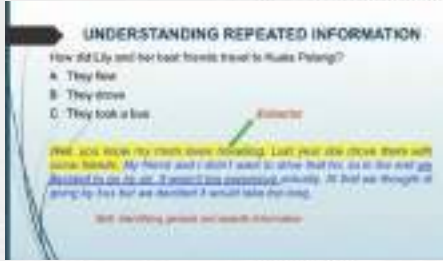 UNDERSTANDING REPEATED INFORMATION
How did Lily and her best friends travel to Kuala
A They flew
B They drove
C They took a bus
Well, you know my mom loves travelling. Last year she drove there with
some friends. My friend and I didn't want to drive that far, so in the end we
decided to go by air. It wasn't too expensive actually. At first we thought of
going by bus but we decided it would take too long.
Skill: Identifying general and specific information